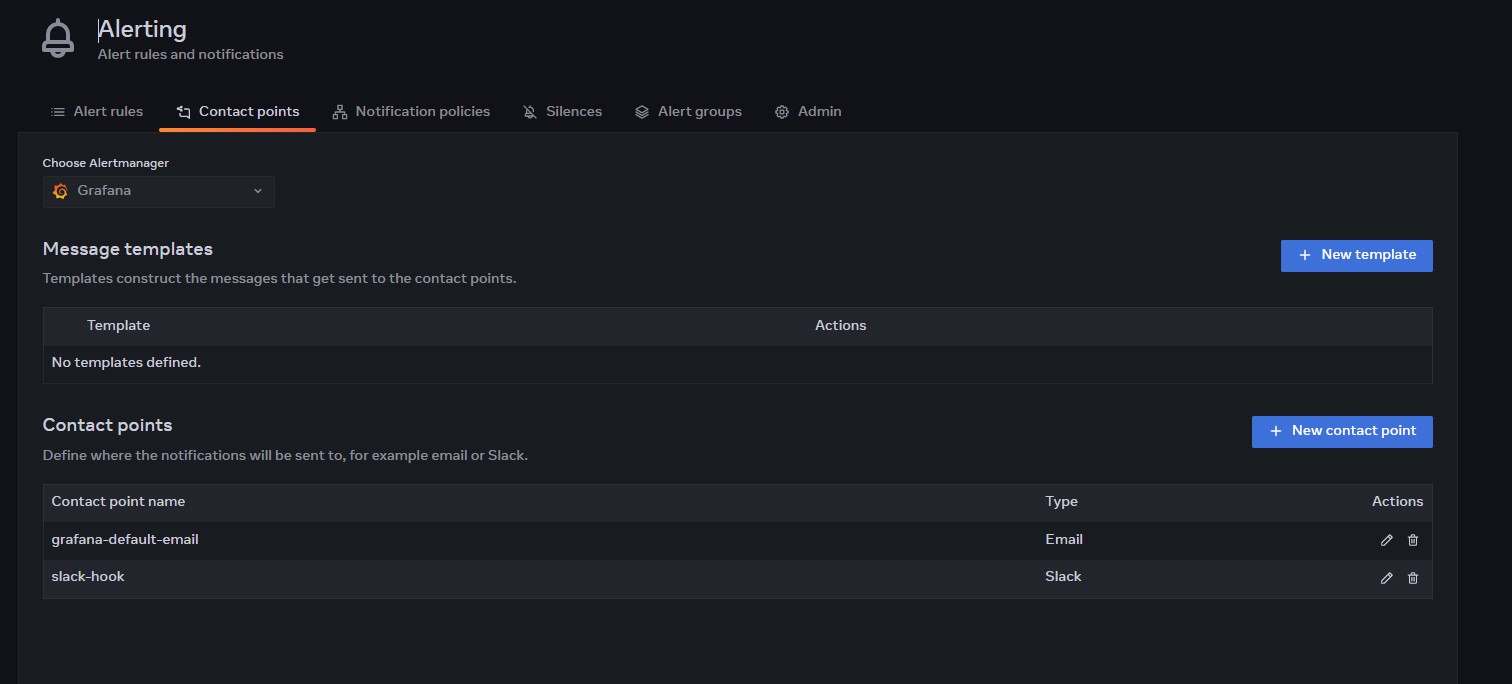 Alerting
Alert rules and notifications
Alert rules Contact points Notification policies Silences Alert groups Admin
Choose Alertmanager
Grafana
Message templates
New template
Templates construct the messages that get sent to the contact points.
Template Actions
No templates defined.
Contact points
New contact point
Define where the notifications will be sent to, for example email or Slack.
Contact point name Type Actions
grafana-default-email Email
slack-hook Slack